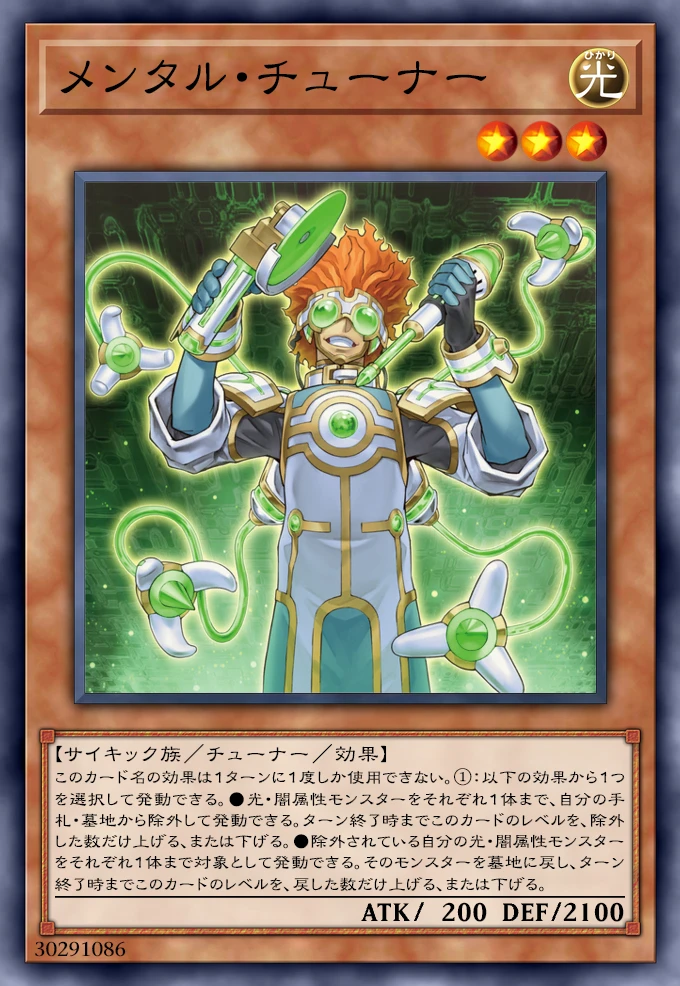 メンタル・チューナー
ひかり
光
【サイキック族／チューナー／効果】
このカード名の効果は1ターンに1度しか使用できない。①：以下の効果から1つ
を選択して発動できる。●光・闇属性モンスターをそれぞれ1体まで、自分の手
札・墓地から除外して発動できる。ターン終了時までこのカードのレベルを、除外
した数だけ上げる、または下げる。●除外されている自分の光・闇属性モンスター
をそれぞれ1体まで対象として発動できる。そのモンスターを墓地に戻し、ターン
終了時までこのカードのレベルを、戻した数だけ上げる、または下げる。
ATK/ 200 DEF/2100
30291086